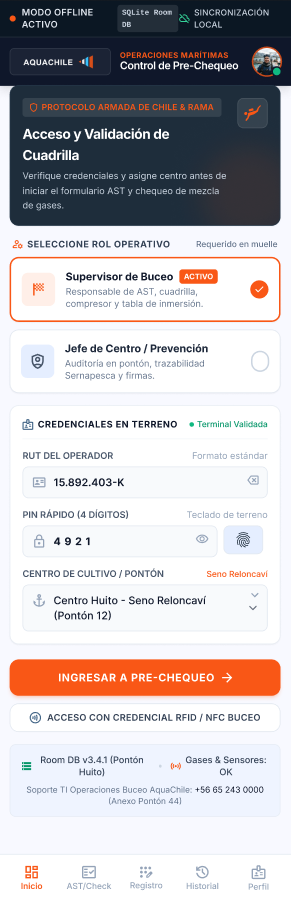 MODO OFFLINE
ACTIVO
SQLite Room
DB
SINCRONIZACIÓN
LOCAL
AQUACHILE
OPERACIONES MARÍTIMAS
Control de Pre-Chequeo
PROTOCOLO ARMADA DE CHILE & RAMA
Acceso y Validación de
Cuadrilla
Verifique credenciales y asigne centro antes de
iniciar el formulario AST y chequeo de mezcla
de gases.
SELECCIONE ROL OPERATIVO
Requerido en muelle
Supervisor de Buceo
ACTIVO
Responsable de AST, cuadrilla,
compresor y tabla de inmersión.
Jefe de Centro / Prevención
Auditoría en pontón, trazabilidad
Sernapesca y firmas.
CREDENCIALES EN TERRENO
Terminal Validada
RUT DEL OPERADOR
Formato estándar
15.892.403-K
PIN RÁPIDO (4 DÍGITOS)
Teclado de terreno
4921
CENTRO DE CULTIVO / PONTÓN
Seno Reloncaví
Centro Huito - Seno Reloncaví
(Pontón 12)
INGRESAR A PRE-CHEQUEO →
ACCESO CON CREDENCIAL RFID / NFC BUCEO
Room DB v3.4.1 (Pontón
Huito)
Gases & Sensores:
OK
Soporte TI Operaciones Buceo AquaChile: +56 65 243 0000
(Anexo Pontón 44)
Inicio
AST/Check
Registro
Historial
Perfil